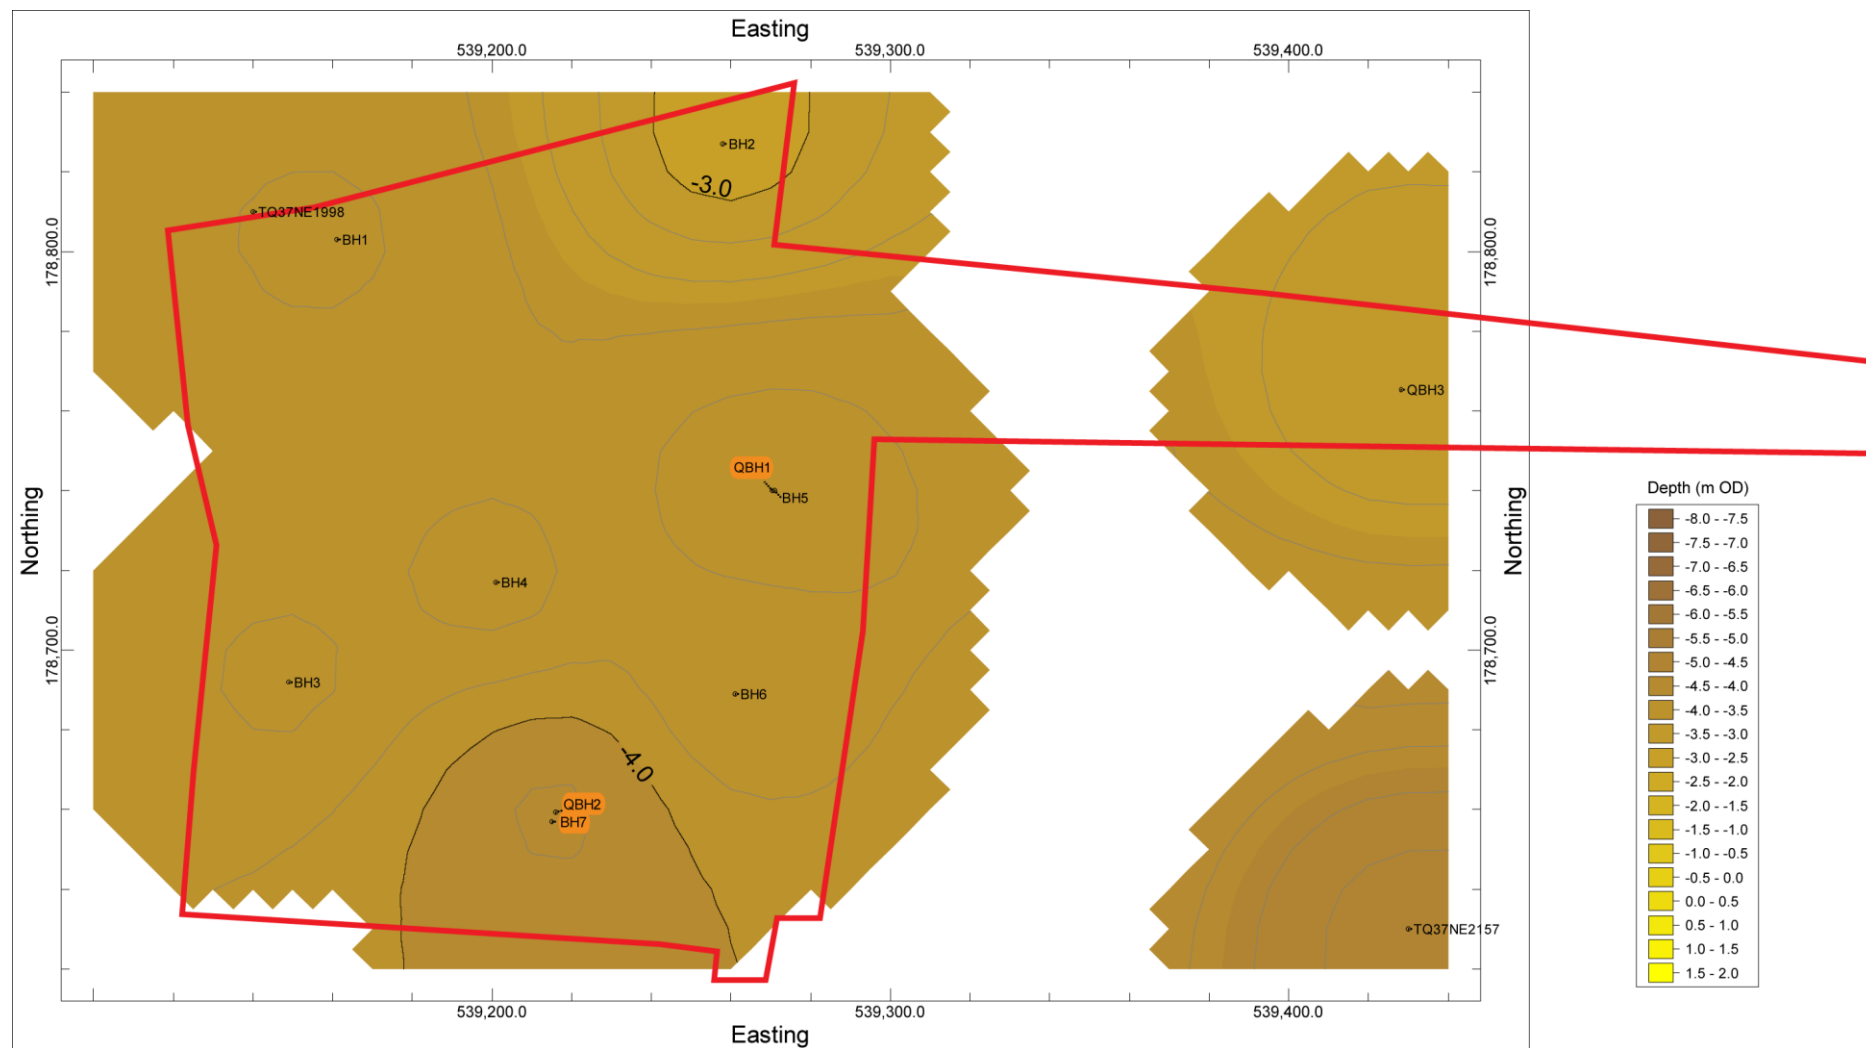 Easting
539,200.0 539,300.0 539,400.0
BH2
-3.0
TQ37NE1998
BH1
178,800.0
178,800.0
QBH3
QBH1
BH5
Northing
Northing
BH4
178,700.0
178,700.0
BH3
BH6
-4.0
QBH2
BH7
TQ37NE2157
539,200.0 539,300.0 539,400.0
Easting
Depth (m OD)
-8.0 - -7.5
-7.5 - -7.0
-7.0 - -6.5
-6.5 - -6.0
-6.0 - -5.5
-5.5 - -5.0
-5.0 - -4.5
-4.5 - -4.0
-4.0 - -3.5
-3.5 - -3.0
-3.0 - -2.5
-2.5 - -2.0
-2.0 - -1.5
-1.5 - -1.0
-1.0 - -0.5
-0.5 - 0.0
0.0 - 0.5
0.5 - 1.0
1.0 - 1.5
1.5 - 2.0